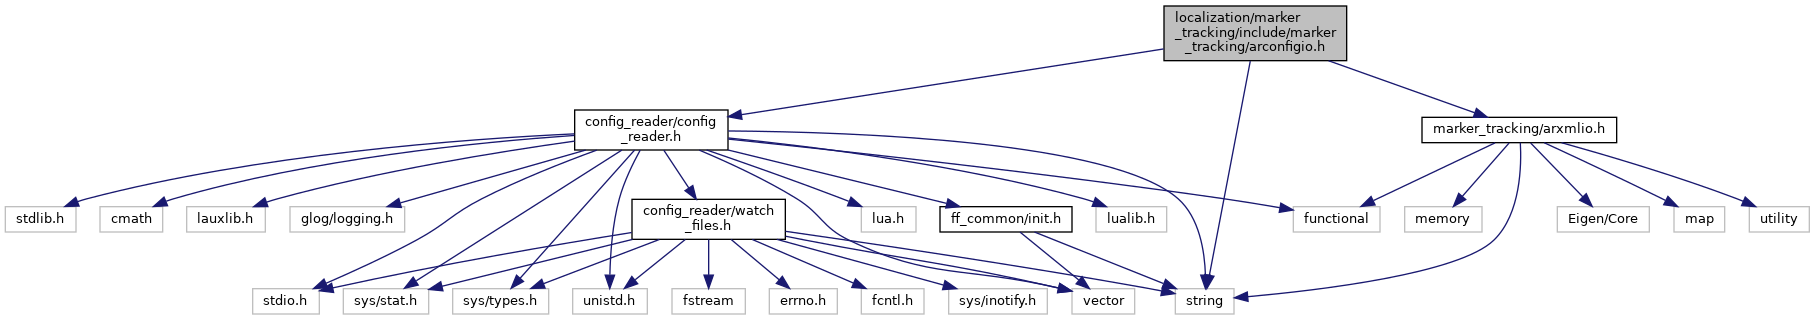 localization/marker
_tracking/include/marker
_tracking/arconfigio.h
config_reader/config
_reader.h
marker_tracking/arxmlio.h
stdlib.h
cmath
lauxlib.h
glog/logging.h
config_reader/watch
_files.h
lua.h
ff_common/init.h
lualib.h
functional
memory
Eigen/Core
map
utility
stdio.h
sys/stat.h
sys/types.h
unistd.h
fstream
errno.h
fcntl.h
sys/inotify.h
vector
string